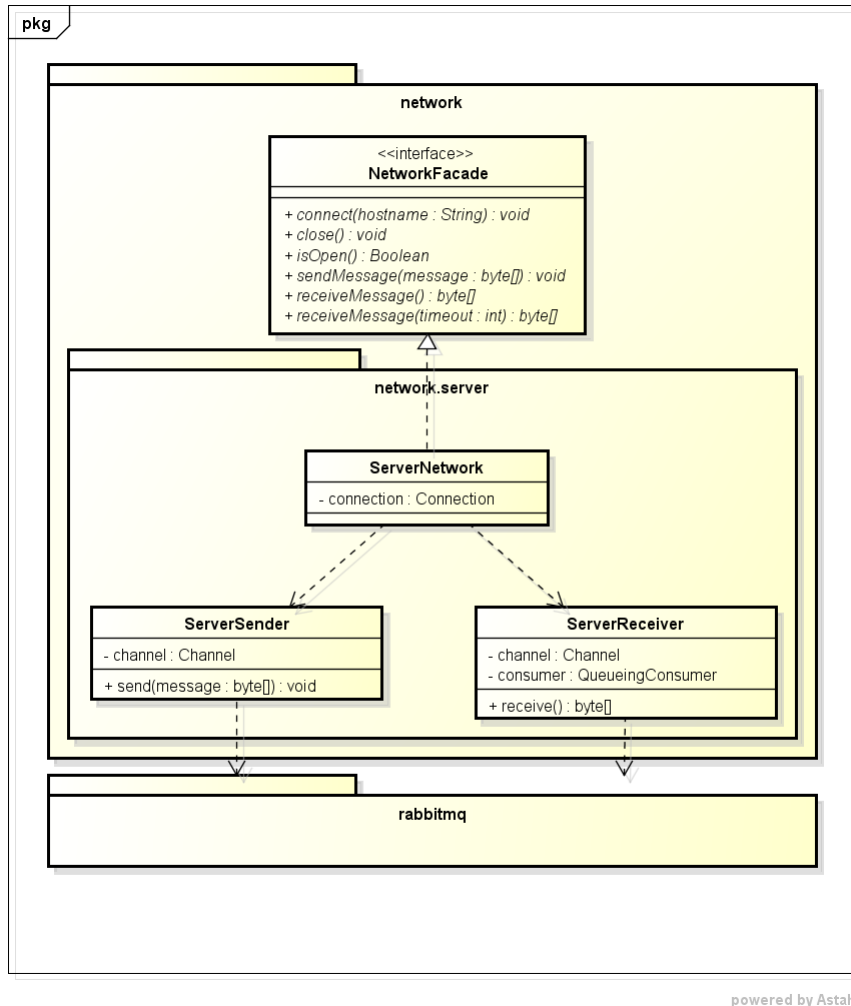 pkg
network
<<interface>>
NetworkFacade
+ connect(hostname : String) : void
+ close() : void
+ isOpen() : Boolean
+ sendMessage(message : byte[]) : void
+ receiveMessage() : byte[]
+ receiveMessage(timeout : int) : byte[]
network.server
ServerNetwork
- connection : Connection
ServerSender
- channel : Channel
+ send(message : byte[]) : void
ServerReceiver
- channel : Channel
- consumer : QueueingConsumer
+ receive() : byte[]
rabbitmq
powered by